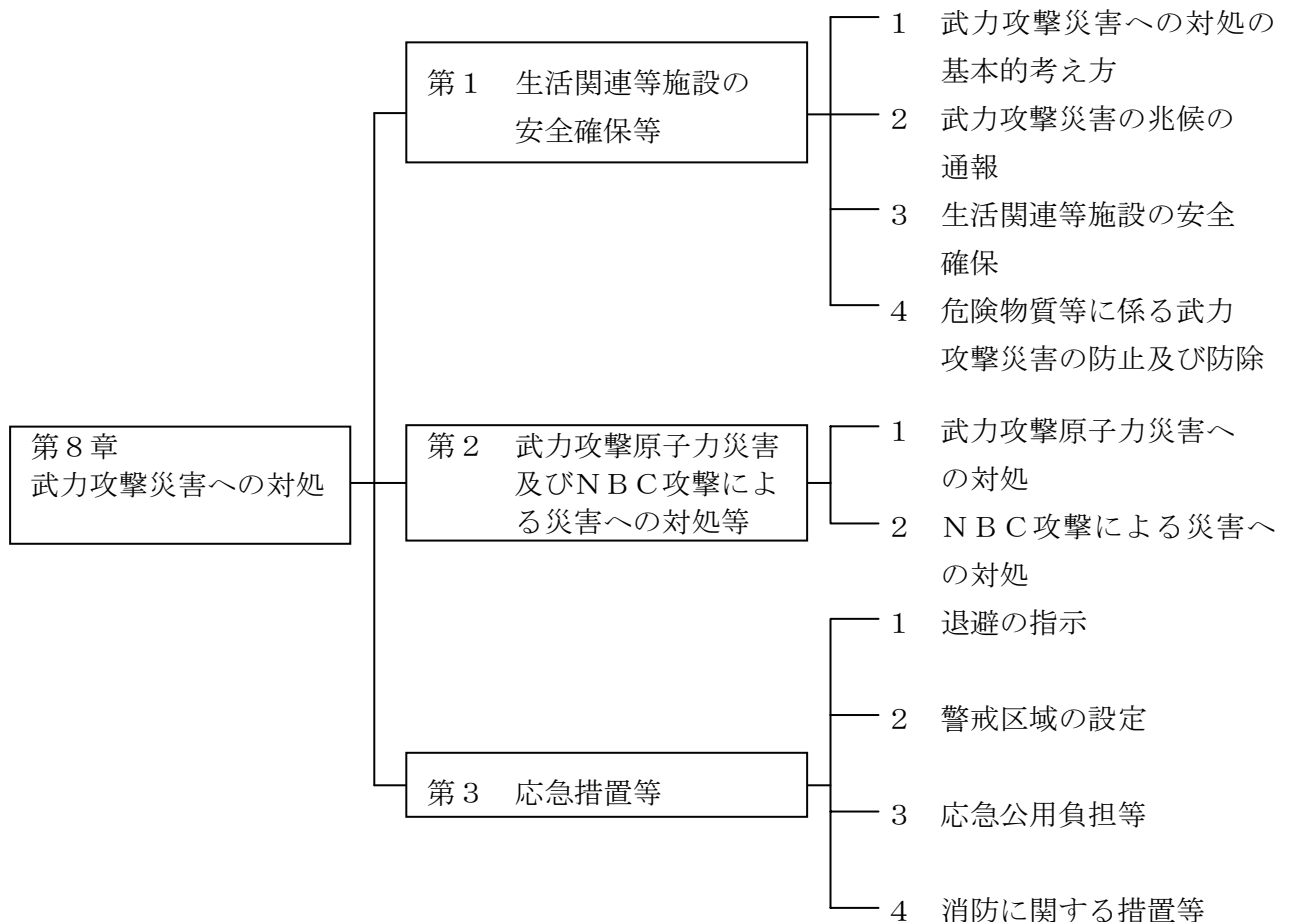 第８章
武力攻撃災害への対処
第１　生活関連等施設の
安全確保等
１　武力攻撃災害への対処の
基本的考え方
２　武力攻撃災害の兆候の
通報
３　生活関連等施設の安全
確保
４　危険物質等に係る武力
攻撃災害の防止及び防除
第２　武力攻撃原子力災害
及びＮＢＣ攻撃によ
る災害への対処等
１　武力攻撃原子力災害へ
の対処
２　ＮＢＣ攻撃による災害へ
の対処
第３　応急措置等
１　退避の指示
２　警戒区域の設定
３　応急公用負担等
４　消防に関する措置等